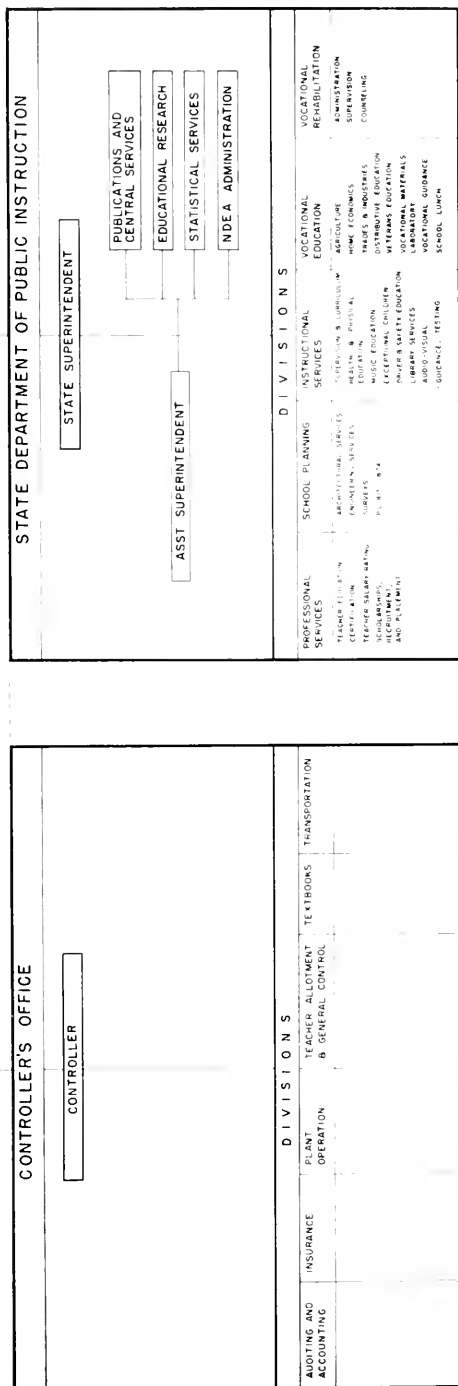 CONTROLLER'S OFFICE
CONTROLLER
DIVISIONS
AUDITING AND
ACCOUNTING
INSURANCE
PLANT
OPERATION
TEACHER ALLOTMENT
& GENERAL CONTROL
TEXTBOOKS
TRANSPORTATION
STATE DEPARTMENT OF PUBLIC INSTRUCTION
STATE SUPERINTENDENT
ASST SUPERINTENDENT
PUBLICATIONS AND
CENTRAL SERVICES
EDUCATIONAL RESEARCH
STATISTICAL SERVICES
NDEA ADMINISTRATION
DIVISIONS
PROFESSIONAL
SERVICES
TEACHER EDUCATION
CERTIFICATION
TEACHER SALARY RATING
SCHOLARSHIPS,
RECRUITMENT,
AND PLACEMENT
SCHOOL PLANNING
ARCHITECTURAL SERVICES
ENGINEERING SERVICES
SURVEYS
INSTRUCTIONAL
SERVICES
SUPERVISION & CURRICULUM
HEALTH & PHYSICAL
EDUCATION
MUSIC EDUCATION
EXCEPTIONAL CHILDREN
DRIVER & SAFETY EDUCATION
LIBRARY SERVICES
AUDIO-VISUAL
GUIDANCE, TESTING
VOCATIONAL
EDUCATION
AGRICULTURE
HOME ECONOMICS
TRADES & INDUSTRIES
DISTRIBUTIVE EDUCATION
VETERANS EDUCATION
VOCATIONAL MATERIALS
LABORATORY
VOCATIONAL GUIDANCE
SCHOOL LUNCH
VOCATIONAL
REHABILITATION
ADMINISTRATION
SUPERVISION
COUNSELING